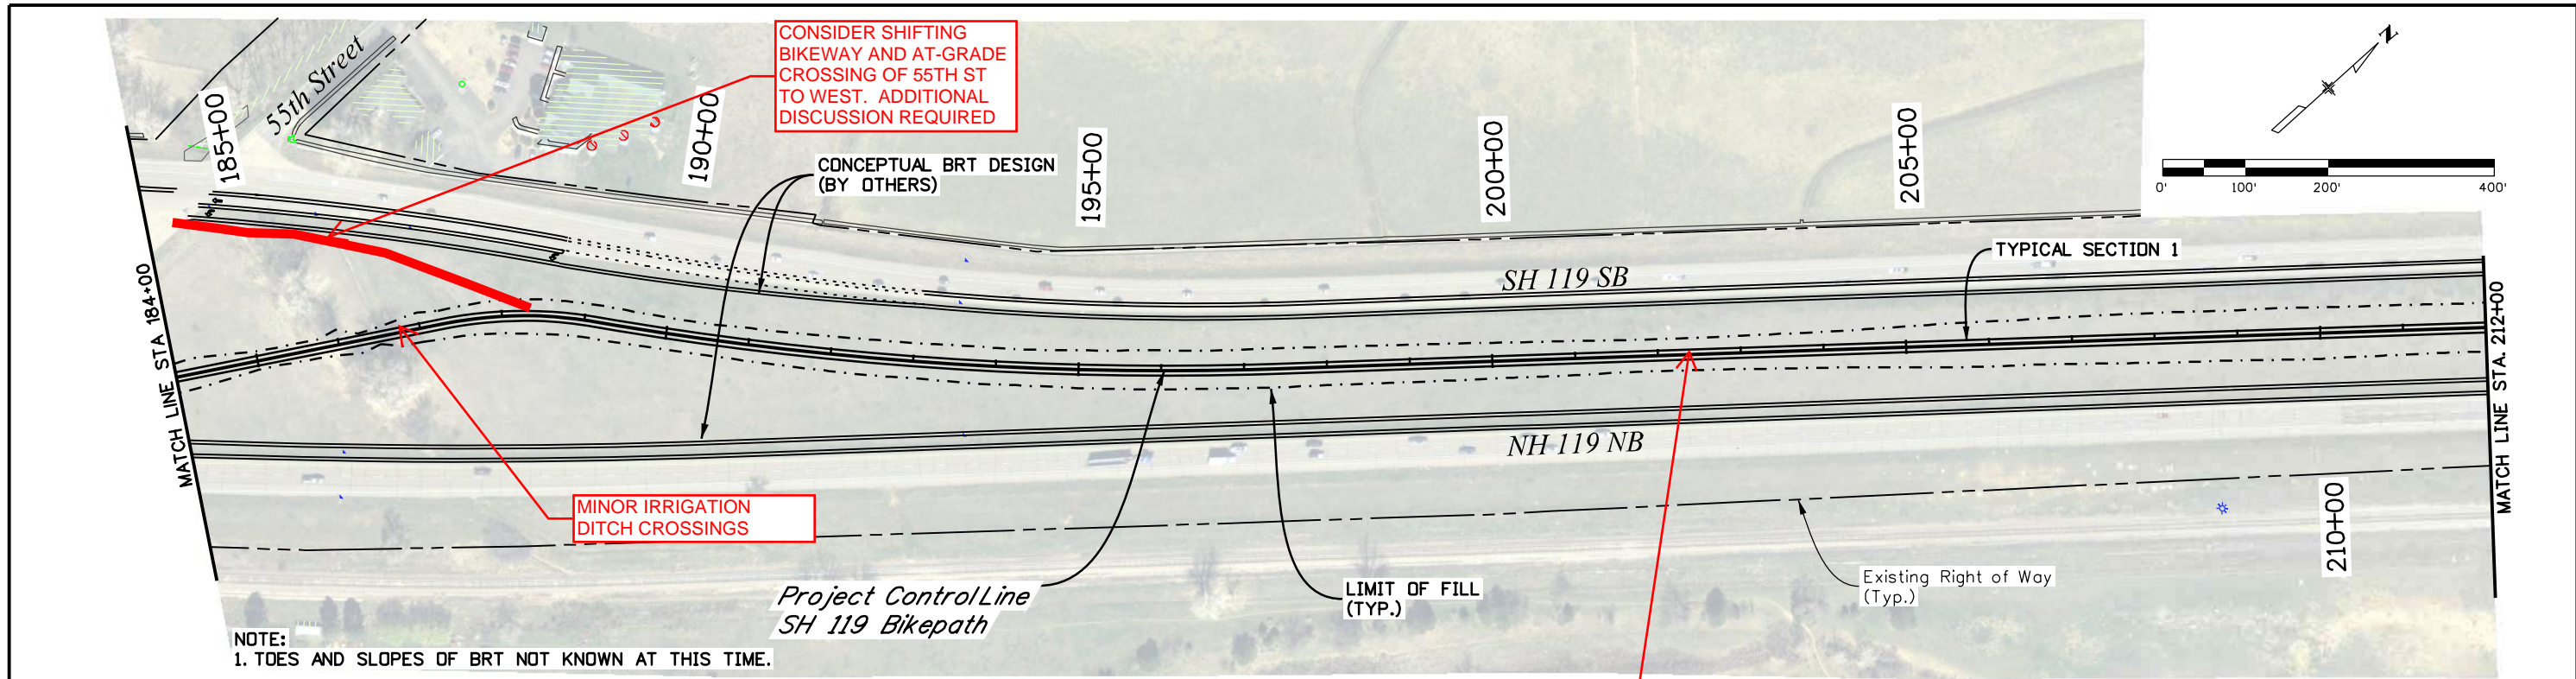 CONSIDER SHIFTING
BIKEWAY AND AT-GRADE
CROSSING OF 55TH ST
TO WEST. ADDITIONAL
DISCUSSION REQUIRED
N
55th Street
185+00
190+00
CONCEPTUAL BRT DESIGN
(BY OTHERS)
195+00
200+00
205+00
0'
100'
200'
400'
TYPICAL SECTION 1
SH 119 SB
MATCH LINE STA 184+00
MATCH LINE STA. 212+00
NH 119 NB
MINOR IRRIGATION
DITCH CROSSINGS
210+00
Project Control Line
SH 119 Bikepath
LIMIT OF FILL
(TYP.)
Existing Right of Way
(Typ.)
NOTE:
1. TOES AND SLOPES OF BRT NOT KNOWN AT THIS TIME.